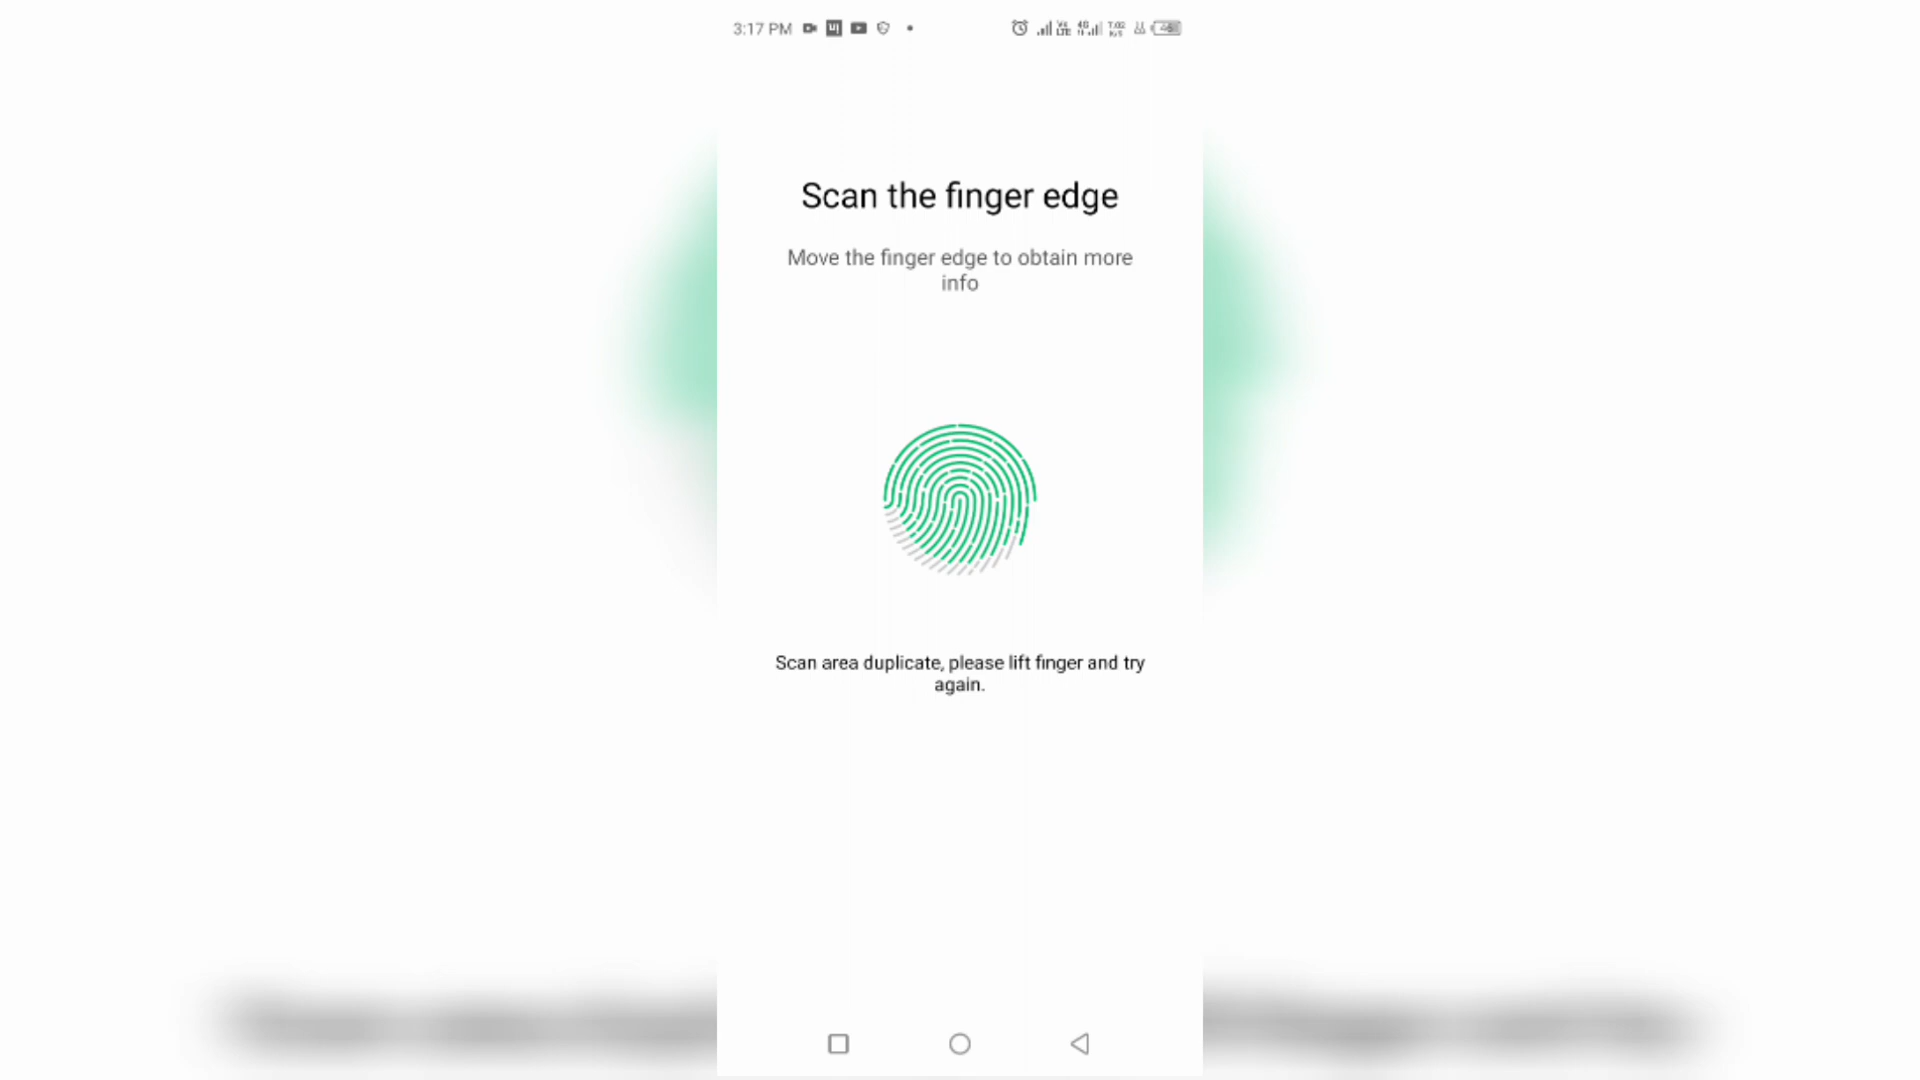 3:17 PM
Scan the finger edge
Move the finger edge to obtain more
info
Scan area duplicate, please lift finger and try
again.